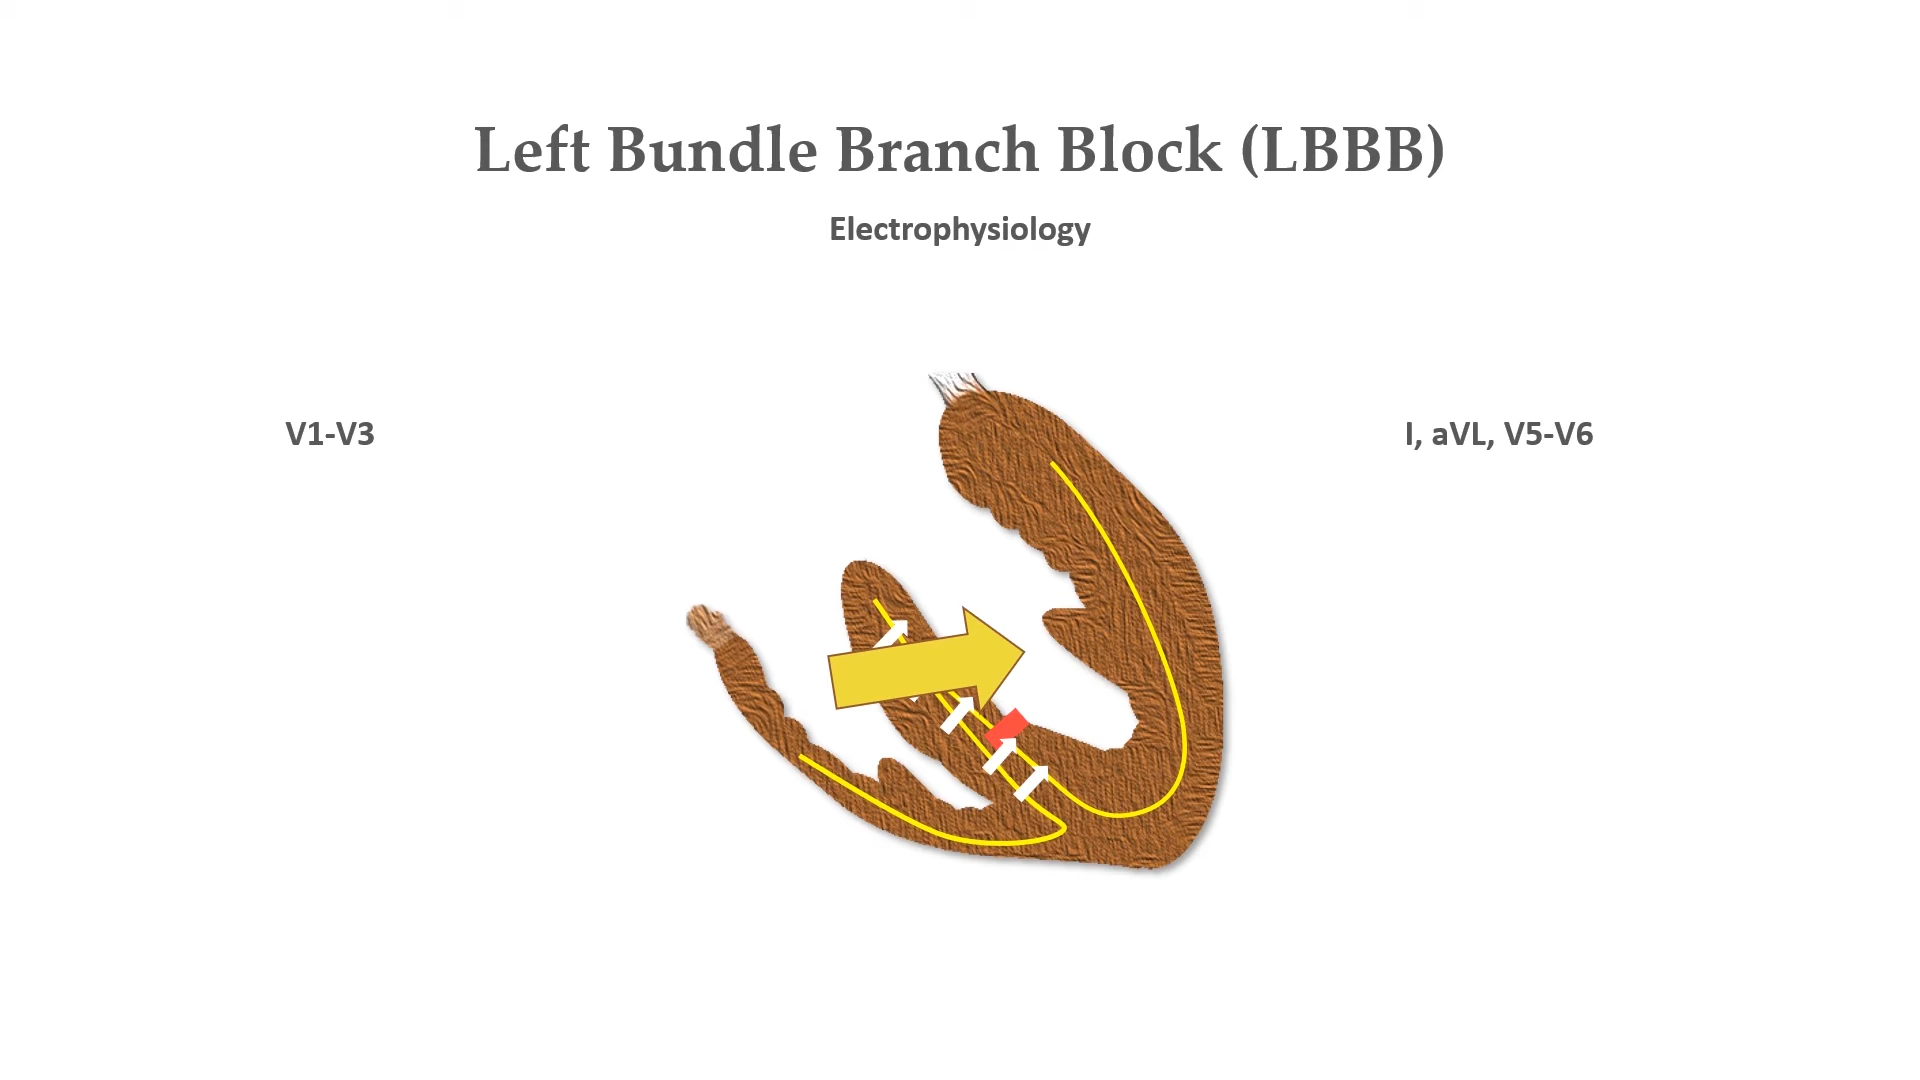 Left Bundle Branch Block (LBBB)
Electrophysiology
V1-V3
I, aVL, V5-V6